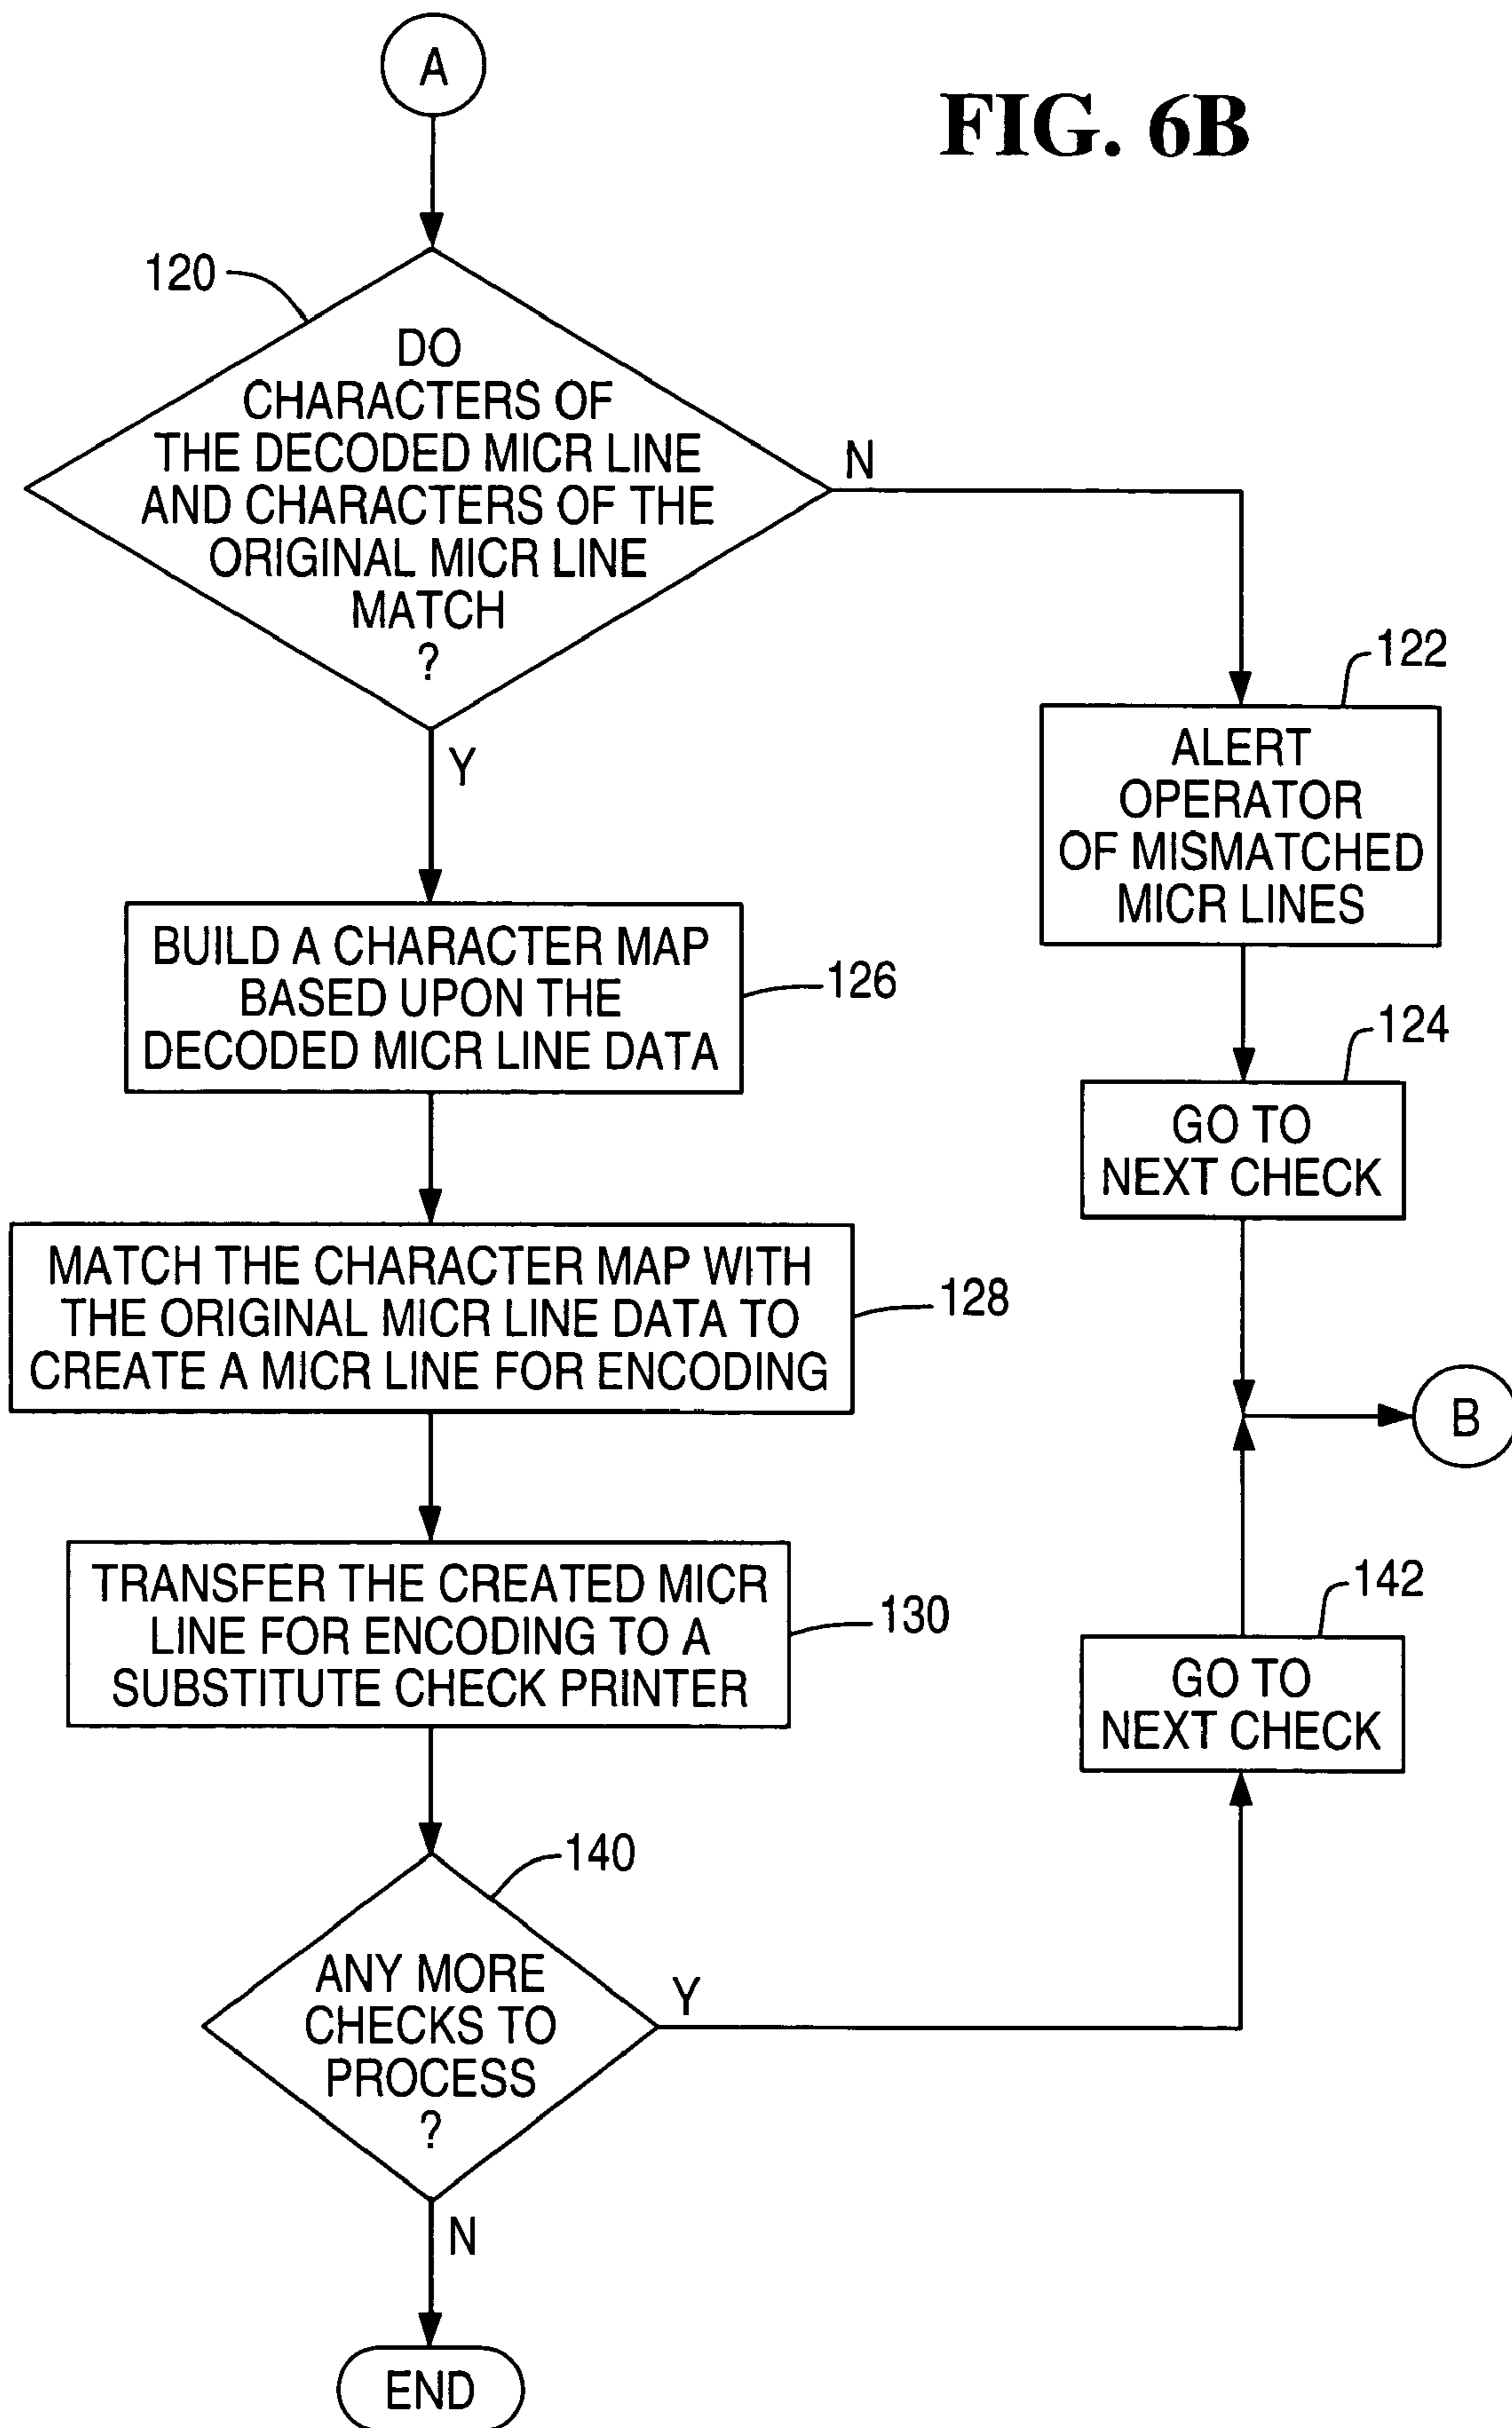 A
FIG. 6B
120
DO
CHARACTERS OF
THE DECODED MICR LINE
AND CHARACTERS OF THE
ORIGINAL MICR LINE
MATCH
?
N
Y
122
ALERT
OPERATOR
OF MISMATCHED
MICR LINES
BUILD A CHARACTER MAP
BASED UPON THE
DECODED MICR LINE DATA
126
124
GO TO
NEXT CHECK
MATCH THE CHARACTER MAP WITH
THE ORIGINAL MICR LINE DATA TO
CREATE A MICR LINE FOR ENCODING
128
B
TRANSFER THE CREATED MICR
LINE FOR ENCODING TO A
SUBSTITUTE CHECK PRINTER
130
142
GO TO
NEXT CHECK
140
ANY MORE
CHECKS TO
PROCESS
?
Y
N
END